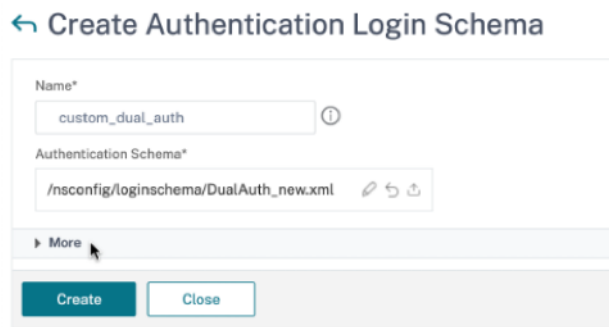 Create Authentication Login Schema
Name*
custom_dual_auth
Authentication Schema*
/nsconfig/loginschema/DualAuth_new.xml
More
Create Close